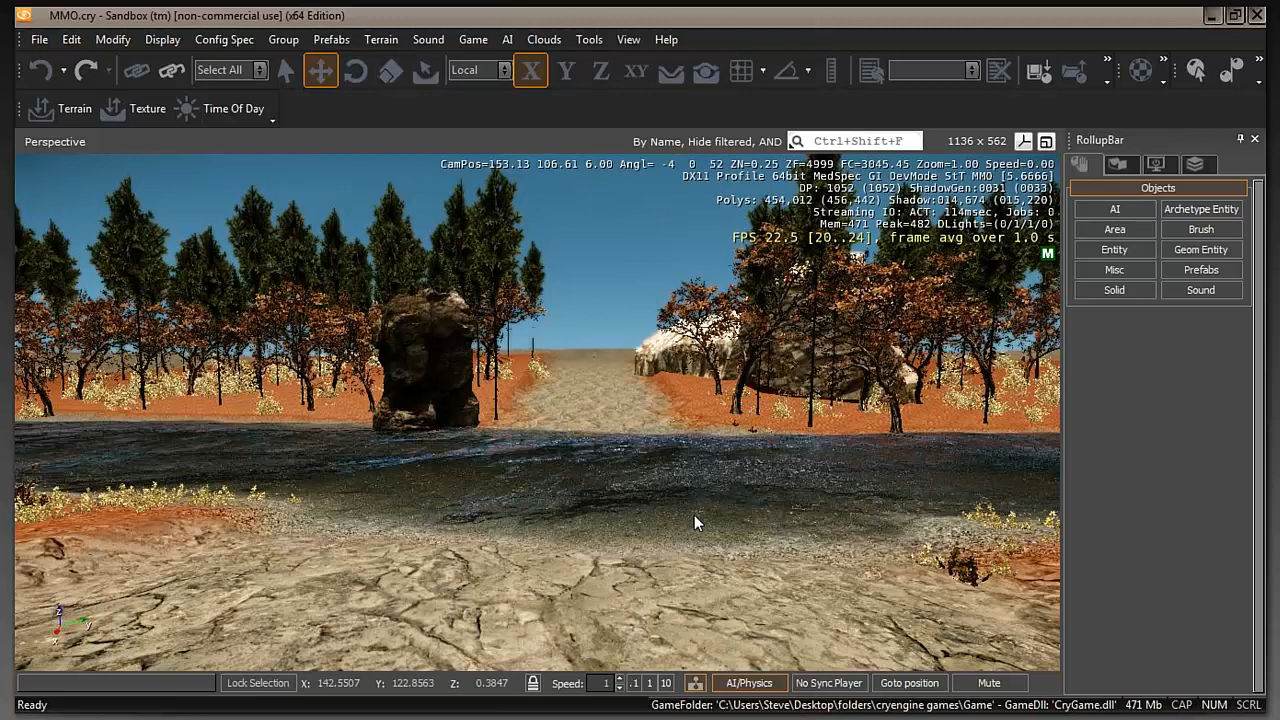 MMO.cry - Sandbox (tm) [non-commercial use] (x64 Edition)
File Edit Modify Display Config Spec Group Prefabs Terrain Sound Game AI Clouds Tools View Help
Select All Local X Y Z XY
Terrain Texture Time Of Day
Perspective By Name, Hide filtered, AND Ctrl+Shift+F 1136 x 562 RollupBar
CamPos=153.13 106.61 6.00 Angl= -4 0 52 ZN=0.25 ZF=4999 FC=3045.45 Zoom=1.00 Speed=0.00
DX11 Profile 64bit MedSpec GI DevMode StT MMO [5.6666]
DP: 1052 (1052) ShadowGen:0031 (0033)
Polys: 454,012 (456,442) Shadow:014,674 (015,220)
Streaming IO: ACT: 114msec, Jobs: 0
Mem=471 Peak=482 DLights=(0/1/1/0)
FPS 22.5 [20..24], frame avg over 1.0 s
M
Objects
AI Archetype Entity
Area Brush
Entity Geom Entity
Misc Prefabs
Solid Sound
z
y
x
Lock Selection X: 142.5507 Y: 122.8563 Z: 0.3847 Speed: 1 .1 1 10 AI/Physics No Sync Player Goto position Mute
Ready GameFolder: 'C:\Users\Steve\Desktop\folders\cryengine games\Game' - GameDll: 'CryGame.dll' 471 Mb CAP NUM SCRL